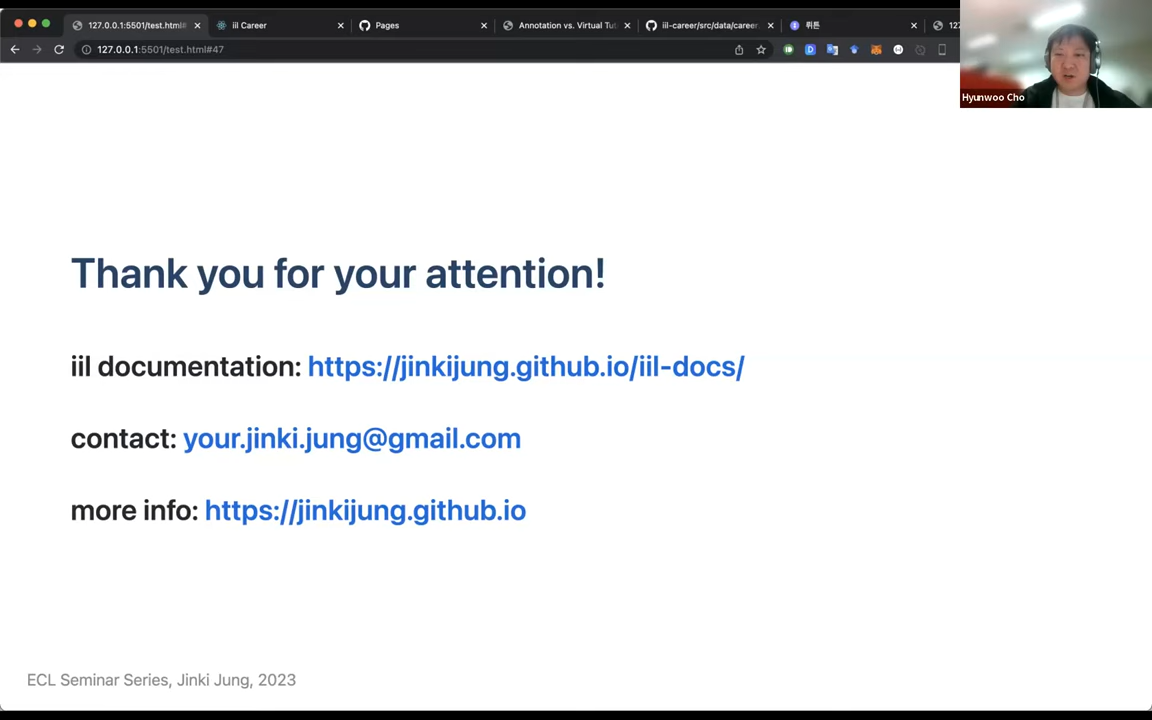 127.0.0.1:5501/test.html#
iil Career
Pages
Annotation vs. Virtual Tut
iil-career/src/data/career.
뤼튼
127
127.0.0.1:5501/test.html#47
Hyunwoo Cho
Thank you for your attention!
iil documentation: https://jinkijung.github.io/iil-docs/
contact: your.jinki.jung@gmail.com
more info: https://jinkijung.github.io
ECL Seminar Series, Jinki Jung, 2023